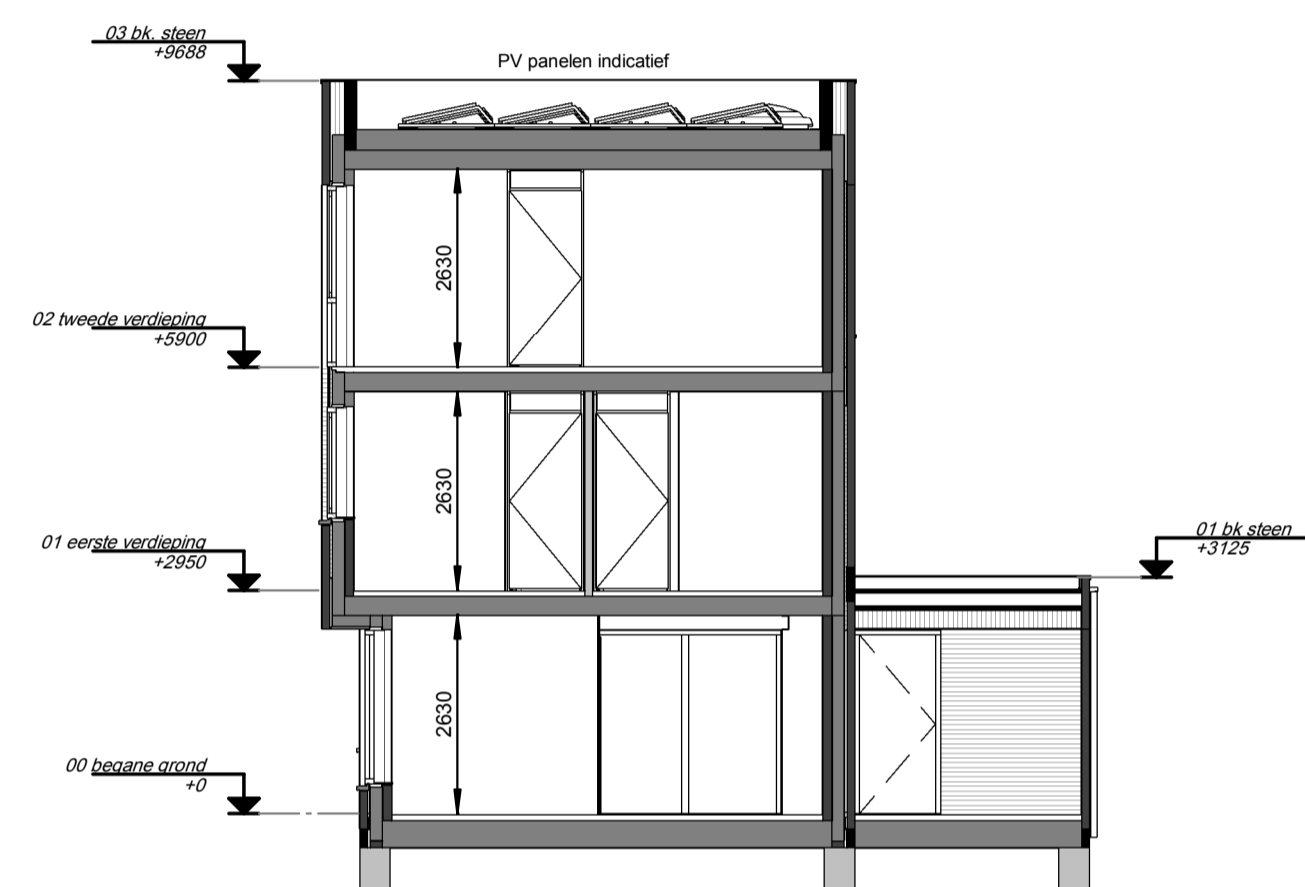 03 bk. steen
+9688
PV panelen indicatief
2630
02 tweede verdieping
+5900
2630
01 eerste verdieping
+2950
01 bk steen
+3125
2630
00 begane grond
+0